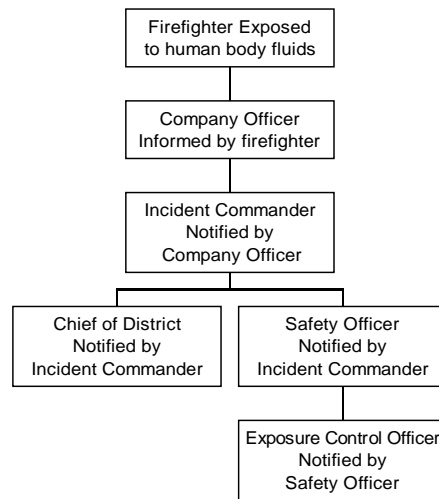 Firefighter Exposed
to human body fluids
Company Officer
Informed by firefighter
Incident Commander
Notified by
Company Officer
Chief of District
Notified by
Incident Commander
Safety Officer
Notified by
Incident Commander
Exposure Control Officer
Notified by
Safety Officer